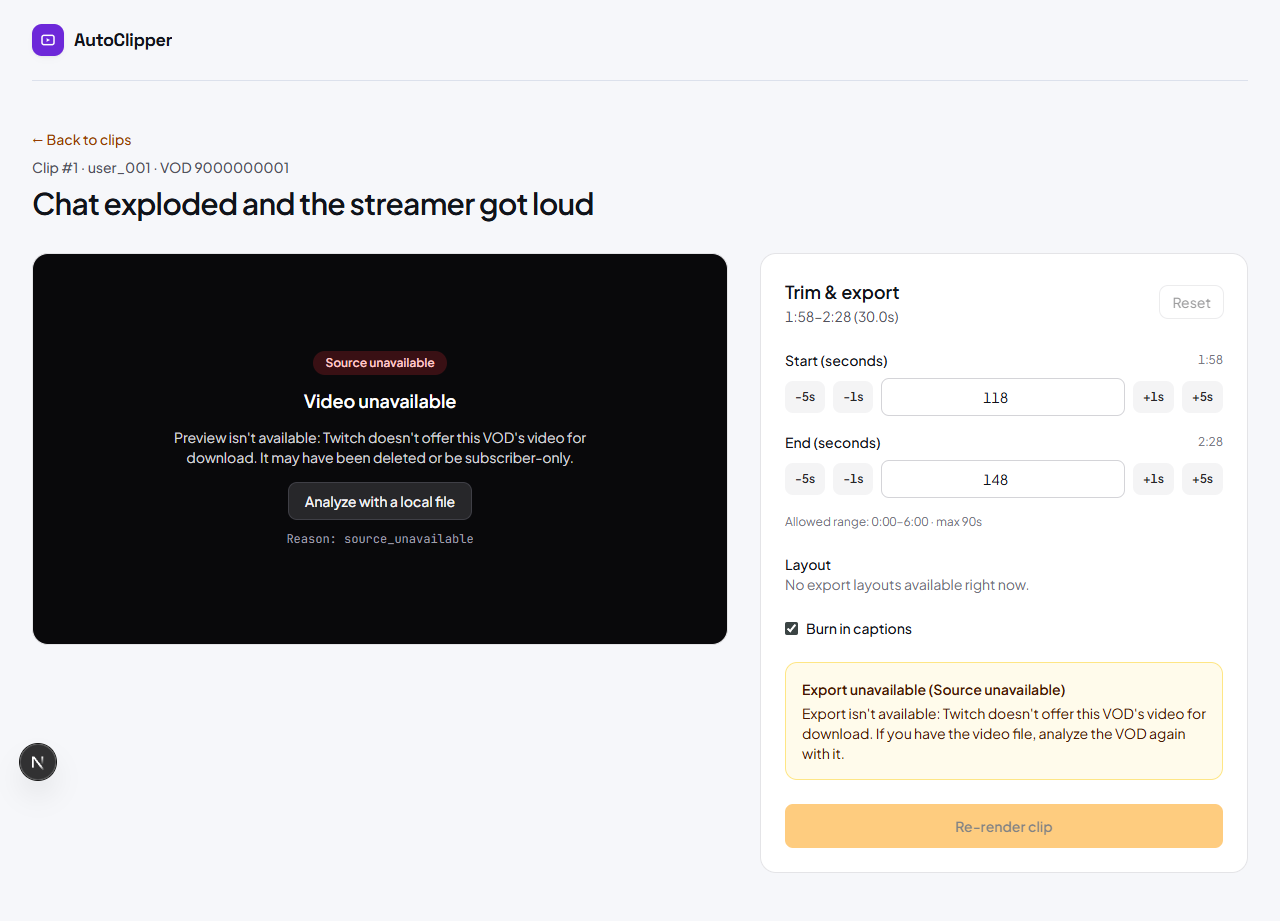 AutoClipper
← Back to clips
Clip #1 · user_001 · VOD 9000000001
Chat exploded and the streamer got loud
Source unavailable
Video unavailable
Preview isn't available: Twitch doesn't offer this VOD's video for
download. It may have been deleted or be subscriber-only.
Analyze with a local file
Reason: source_unavailable
Trim & export
1:58–2:28 (30.0s)
Reset
Start (seconds)
1:58
-5s
-1s
118
+1s
+5s
End (seconds)
2:28
-5s
-1s
148
+1s
+5s
Allowed range: 0:00–6:00 · max 90s
Layout
No export layouts available right now.
Burn in captions
Export unavailable (Source unavailable)
Export isn't available: Twitch doesn't offer this VOD's video for
download. If you have the video file, analyze the VOD again
with it.
Re-render clip
N